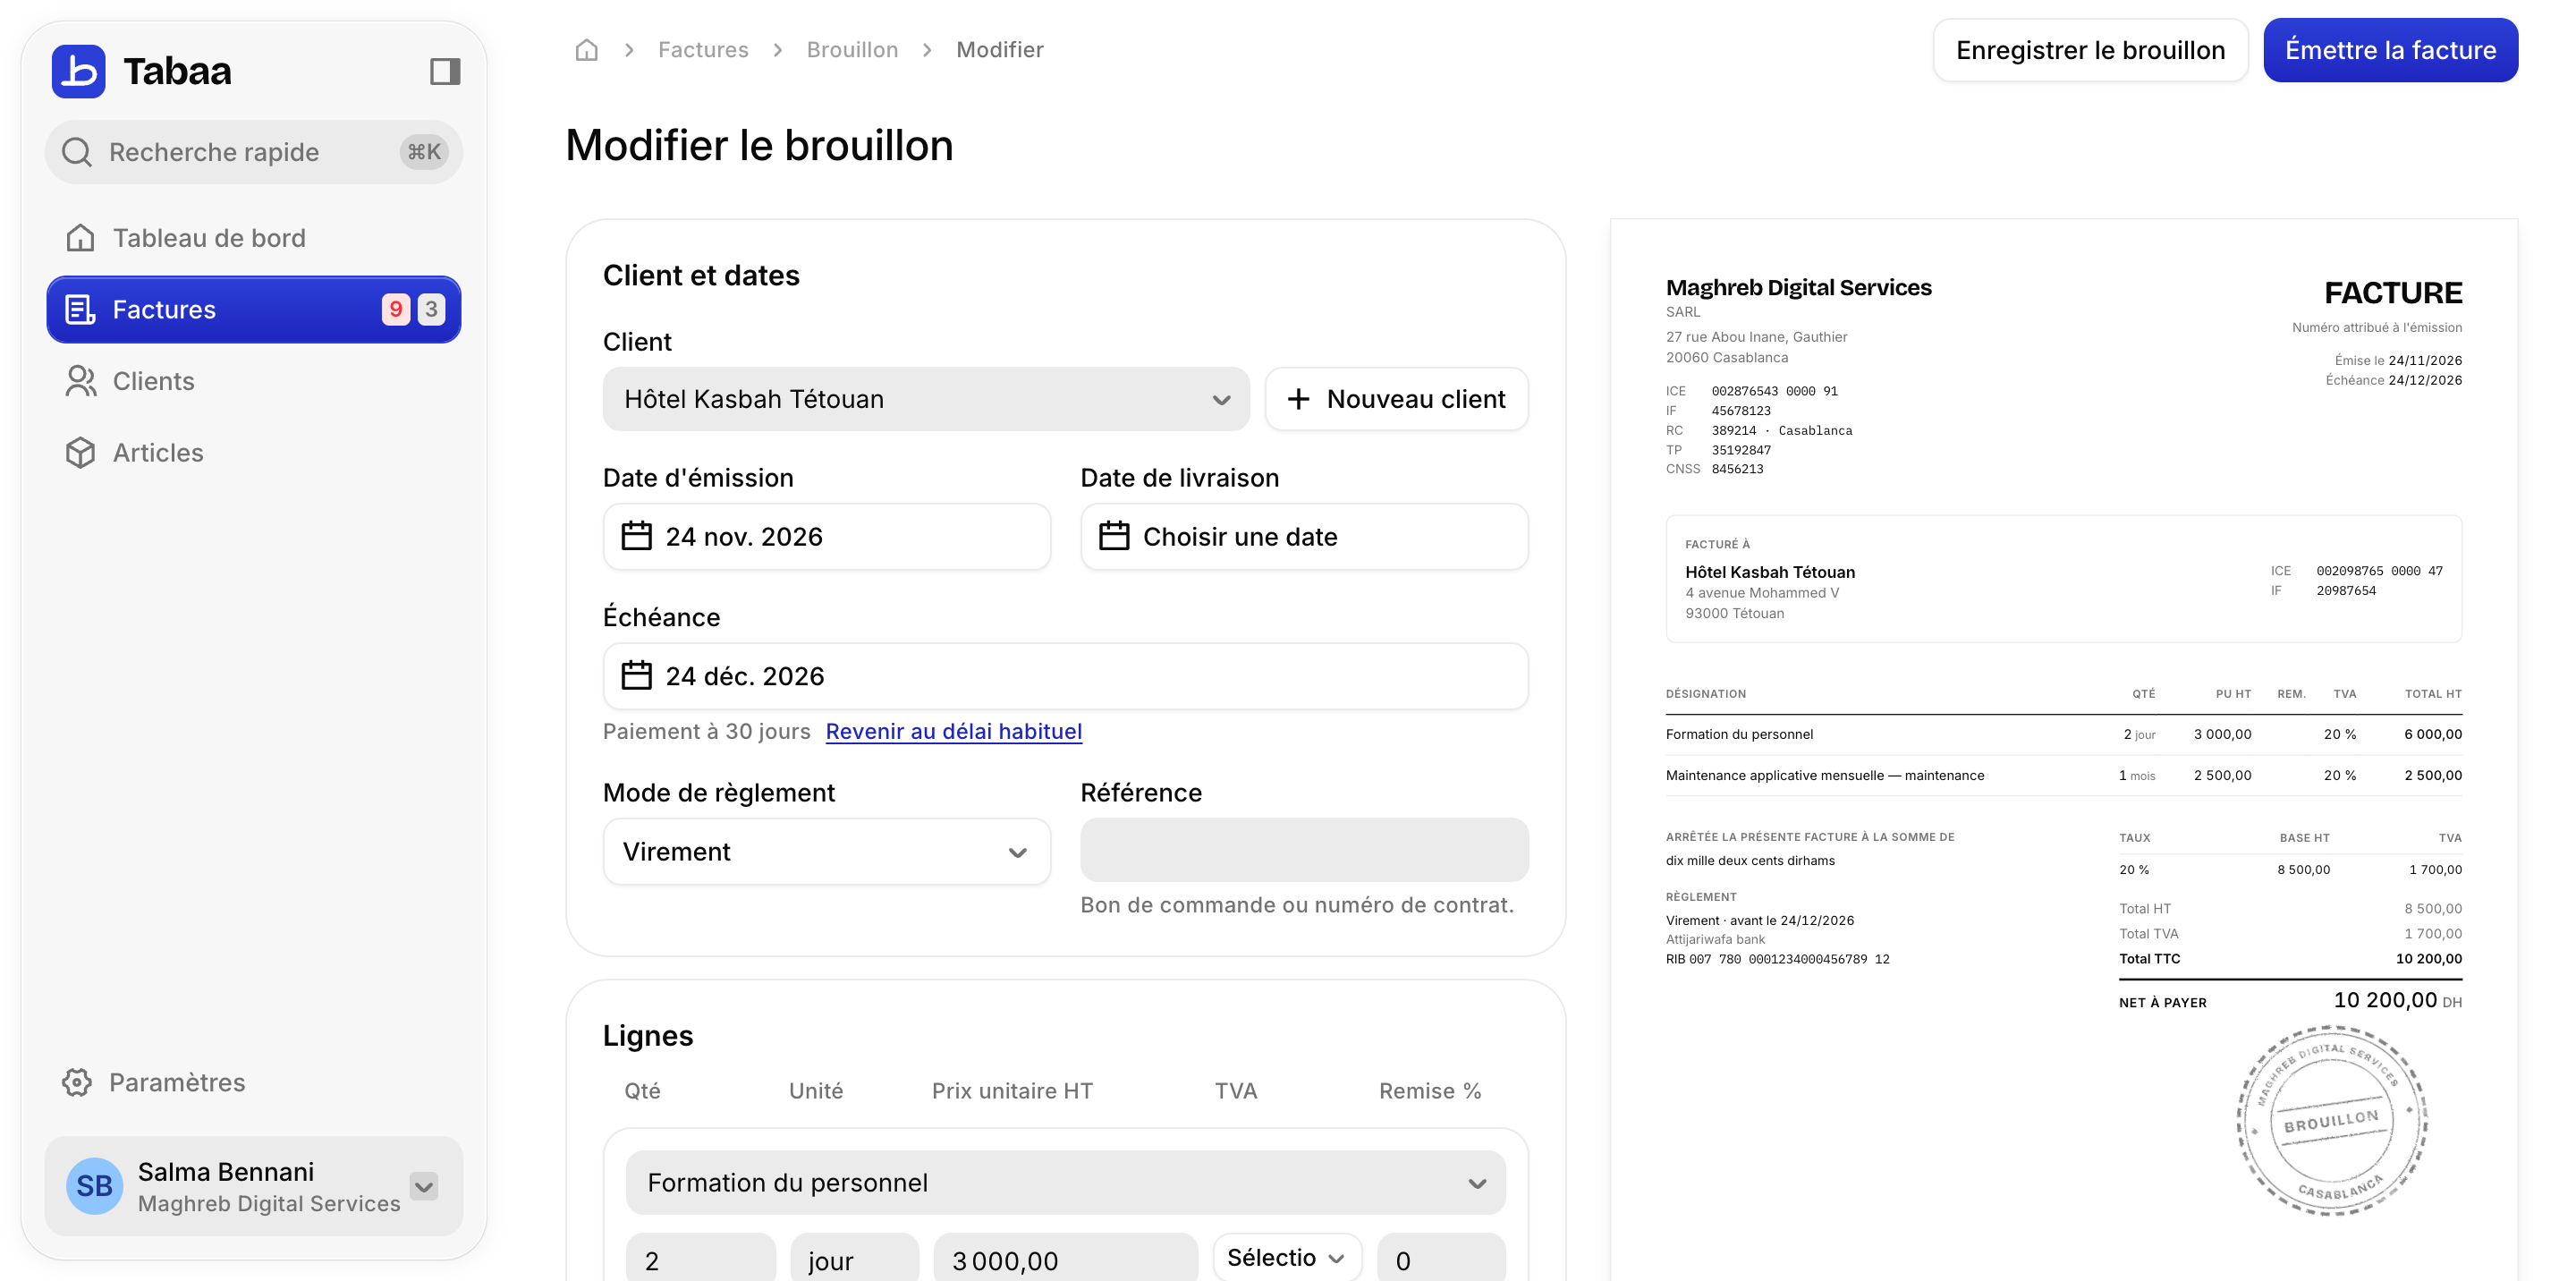 Tabaa
Recherche rapide ⌘K
Tableau de bord
Factures 9 3
Clients
Articles
Paramètres
SB
Salma Bennani
Maghreb Digital Services
Factures Brouillon Modifier
Enregistrer le brouillon
Émettre la facture
Modifier le brouillon
Client et dates
Client
Hôtel Kasbah Tétouan
+ Nouveau client
Date d'émission Date de livraison
24 nov. 2026 Choisir une date
Échéance
24 déc. 2026
Paiement à 30 jours Revenir au délai habituel
Mode de règlement Référence
Virement
Bon de commande ou numéro de contrat.
Lignes
Qté Unité Prix unitaire HT TVA Remise %
Formation du personnel
2 jour 3 000,00 Sélectio 0
Maghreb Digital Services
SARL
27 rue Abou Inane, Gauthier
20060 Casablanca
ICE 002876543 0000 91
IF 45678123
RC 389214 · Casablanca
TP 35192847
CNSS 8456213
FACTURE
Numéro attribué à l'émission
Émise le 24/11/2026
Échéance 24/12/2026
FACTURÉ À
Hôtel Kasbah Tétouan
4 avenue Mohammed V
93000 Tétouan
ICE 002098765 0000 47
IF 20987654
DÉSIGNATION QTÉ PU HT REM. TVA TOTAL HT
Formation du personnel 2 jour 3 000,00 20 % 6 000,00
Maintenance applicative mensuelle — maintenance 1 mois 2 500,00 20 % 2 500,00
ARRÊTÉE LA PRÉSENTE FACTURE À LA SOMME DE
dix mille deux cents dirhams
RÈGLEMENT
Virement · avant le 24/12/2026
Attijariwafa bank
RIB 007 780 0001234000456789 12
TAUX BASE HT TVA
20 % 8 500,00 1 700,00
Total HT 8 500,00
Total TVA 1 700,00
Total TTC 10 200,00
NET À PAYER 10 200,00 DH
MAGHREB DIGITAL SERVICES
BROUILLON
CASABLANCA